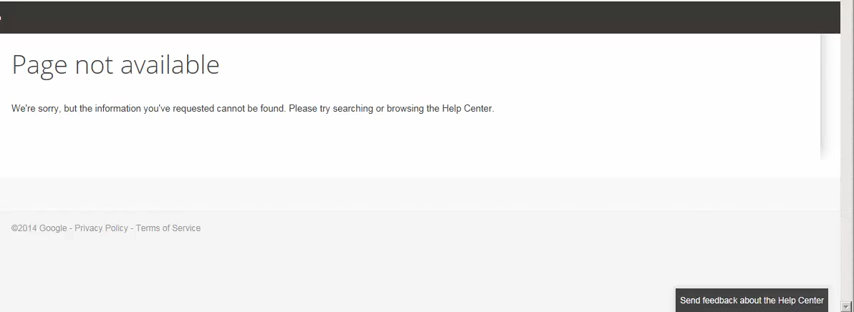 Page not available
We're sorry, but the information you've requested cannot be found. Please try searching or browsing the Help Center.
©2014 Google - Privacy Policy - Terms of Service
Send feedback about the Help Center